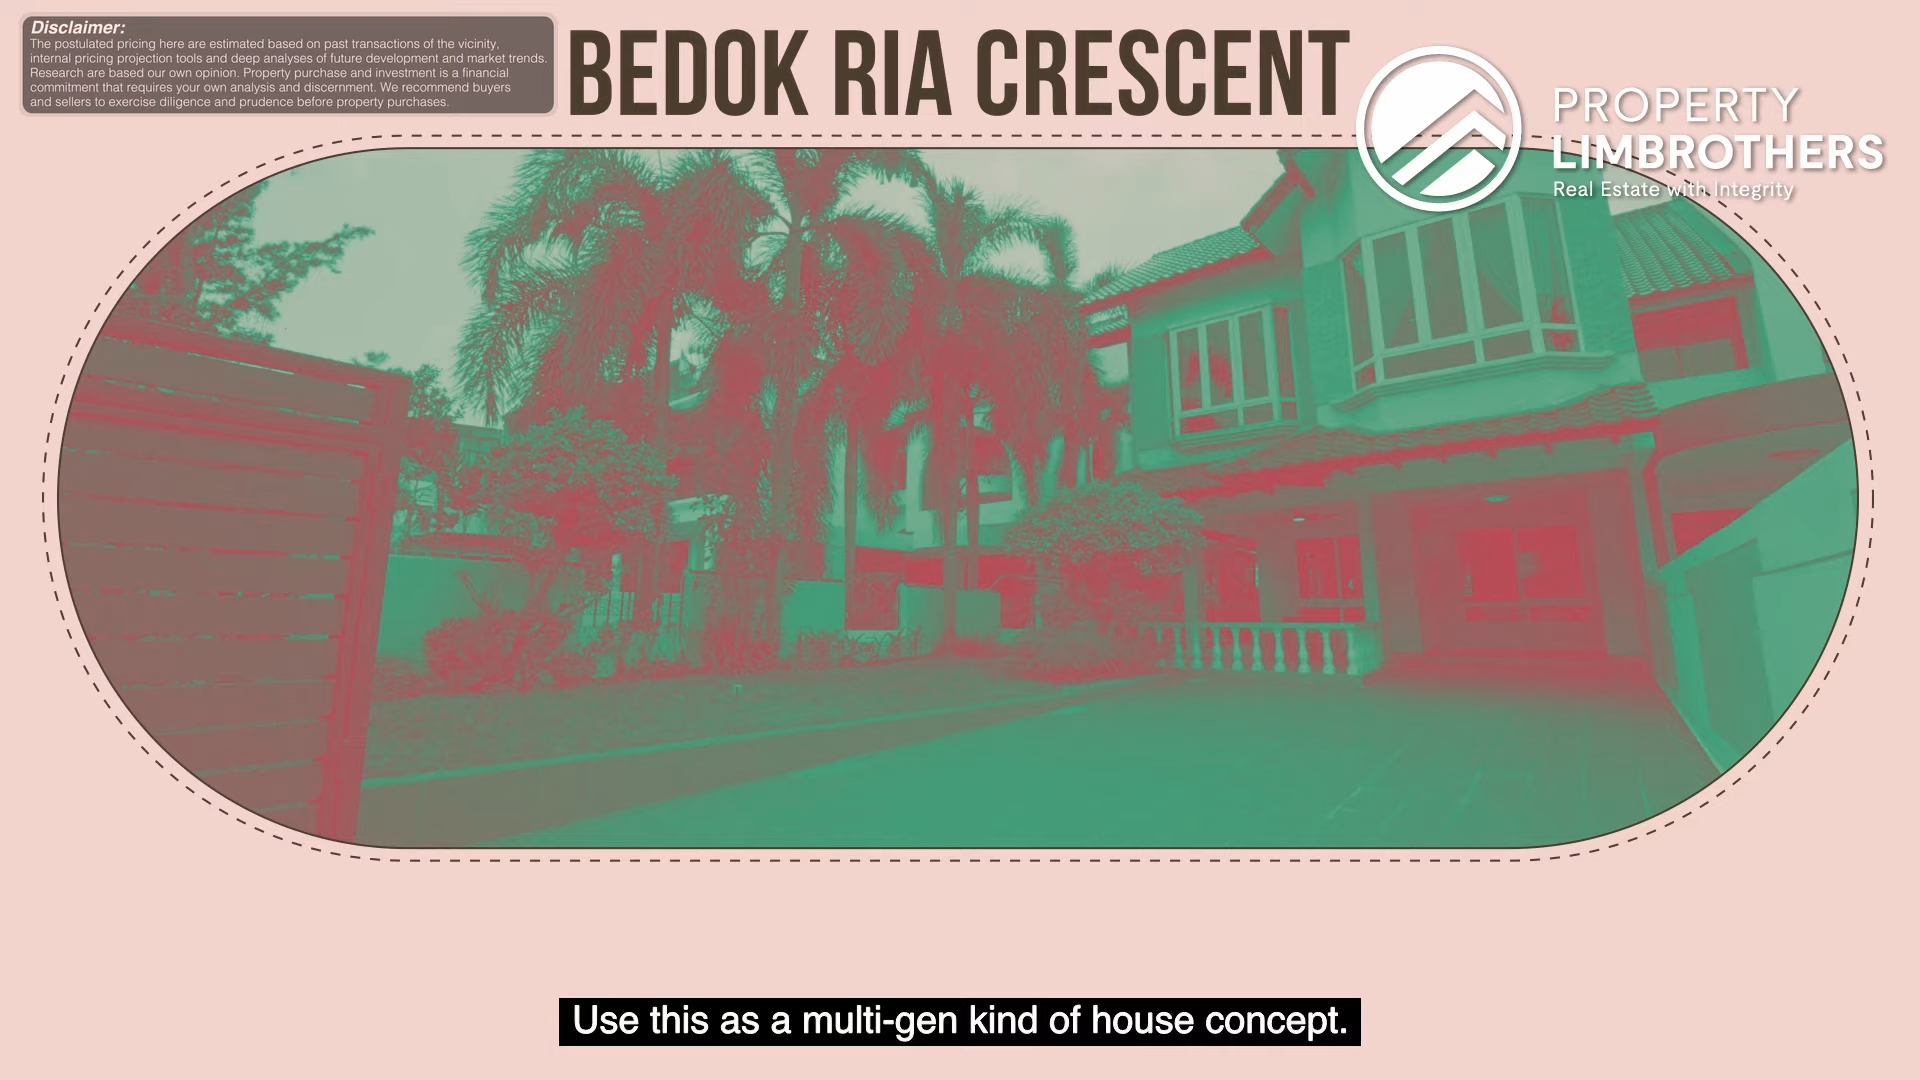 Disclaimer:
The postulated pricing here are estimated based on past transactions of the vicinity,
internal pricing projection tools and deep analyses of future development and market trends.
Research are based our own opinion. Property purchase and investment is a financial
commitment that requires your own analysis and discernment. We recommend buyers
and sellers to exercise diligence and prudence before property purchases.
BEDOK RIA CRESCENT
PROPERTY
LIMBROTHERS
Real Estate with Integrity
Use this as a multi-gen kind of house concept.